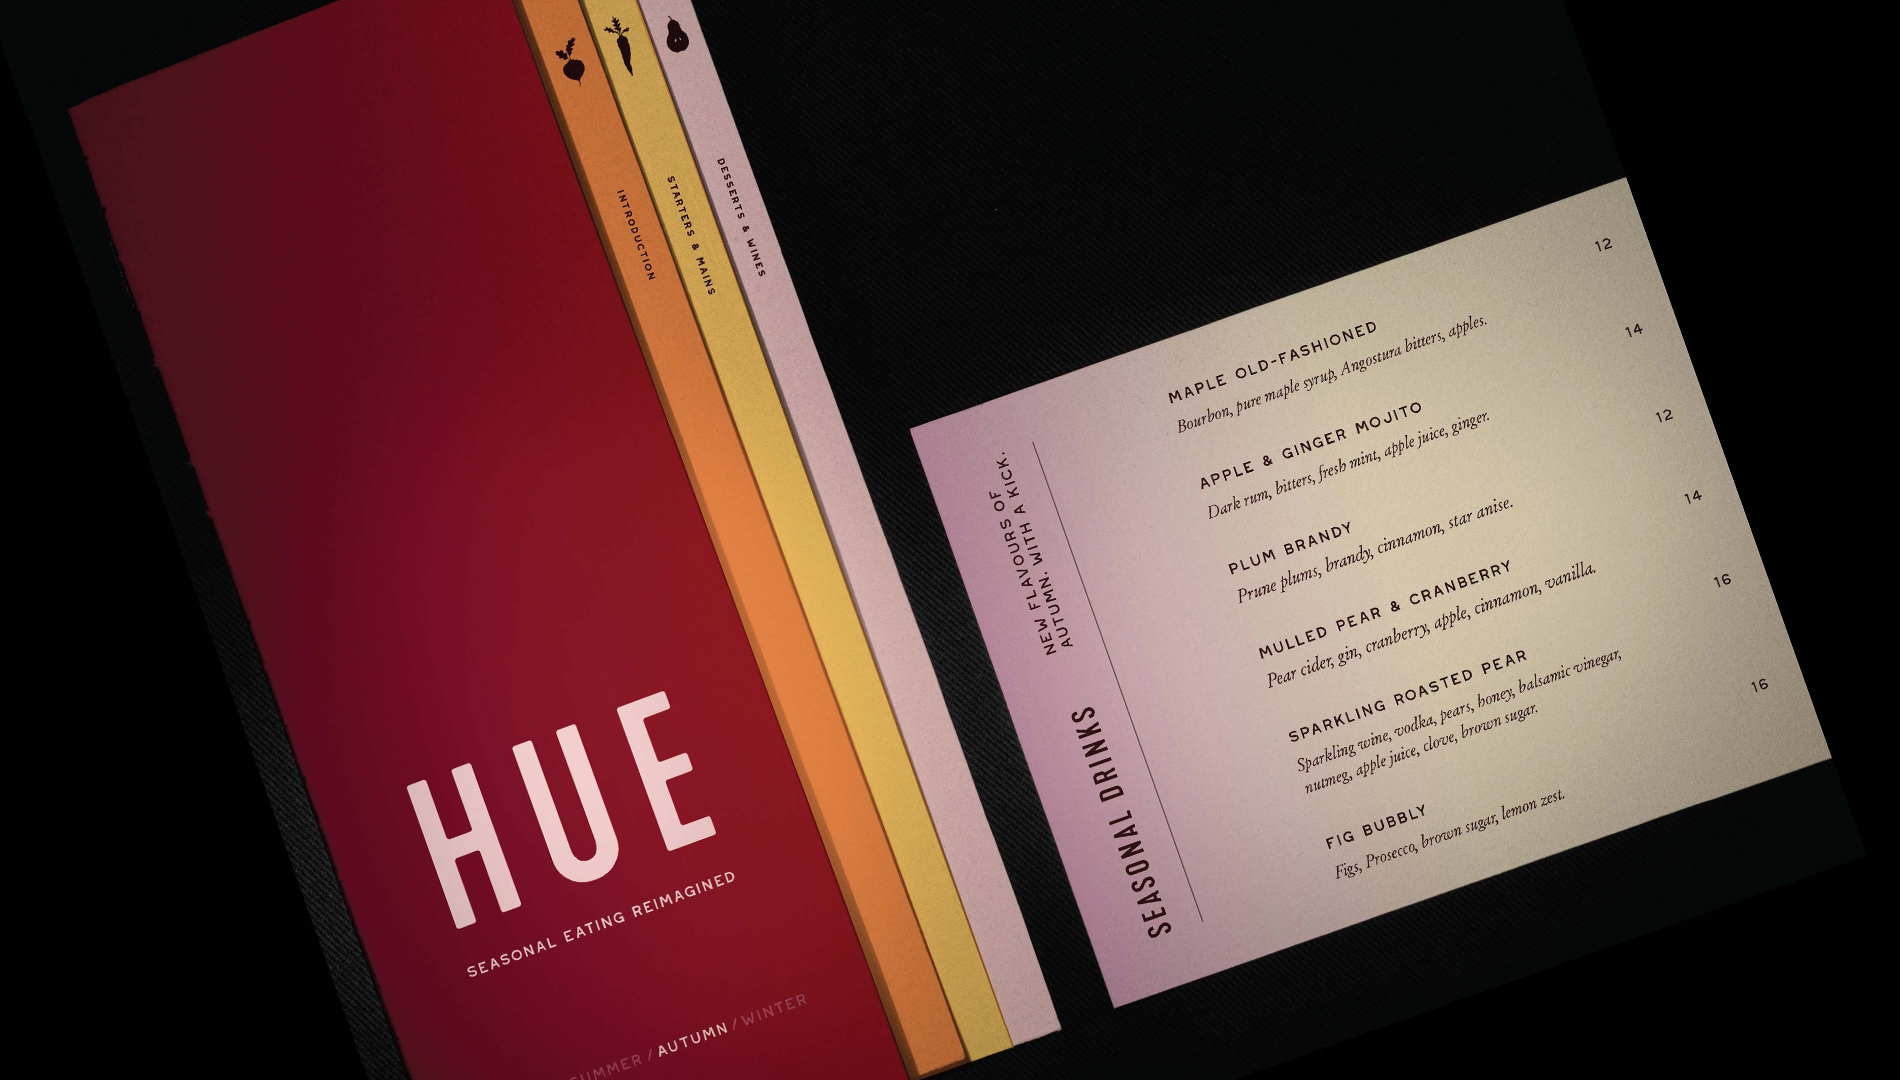 INTRODUCTION
STARTERS & MAINS
DESSERTS & WINES
HUE
SEASONAL EATING REIMAGINED
SUMMER / AUTUMN / WINTER
SEASONAL DRINKS
NEW FLAVOURS OF
AUTUMN. WITH A KICK.
MAPLE OLD-FASHIONED 12
Bourbon, pure maple syrup, Angostura bitters, apples.
APPLE & GINGER MOJITO 14
Dark rum, bitters, fresh mint, apple juice, ginger.
PLUM BRANDY 12
Prune plums, brandy, cinnamon, star anise.
MULLED PEAR & CRANBERRY 14
Pear cider, gin, cranberry, apple, cinnamon, vanilla.
SPARKLING ROASTED PEAR 16
Sparkling wine, vodka, pears, honey, balsamic vinegar,
nutmeg, apple juice, clove, brown sugar.
FIG BUBBLY 16
Figs, Prosecco, brown sugar, lemon zest.